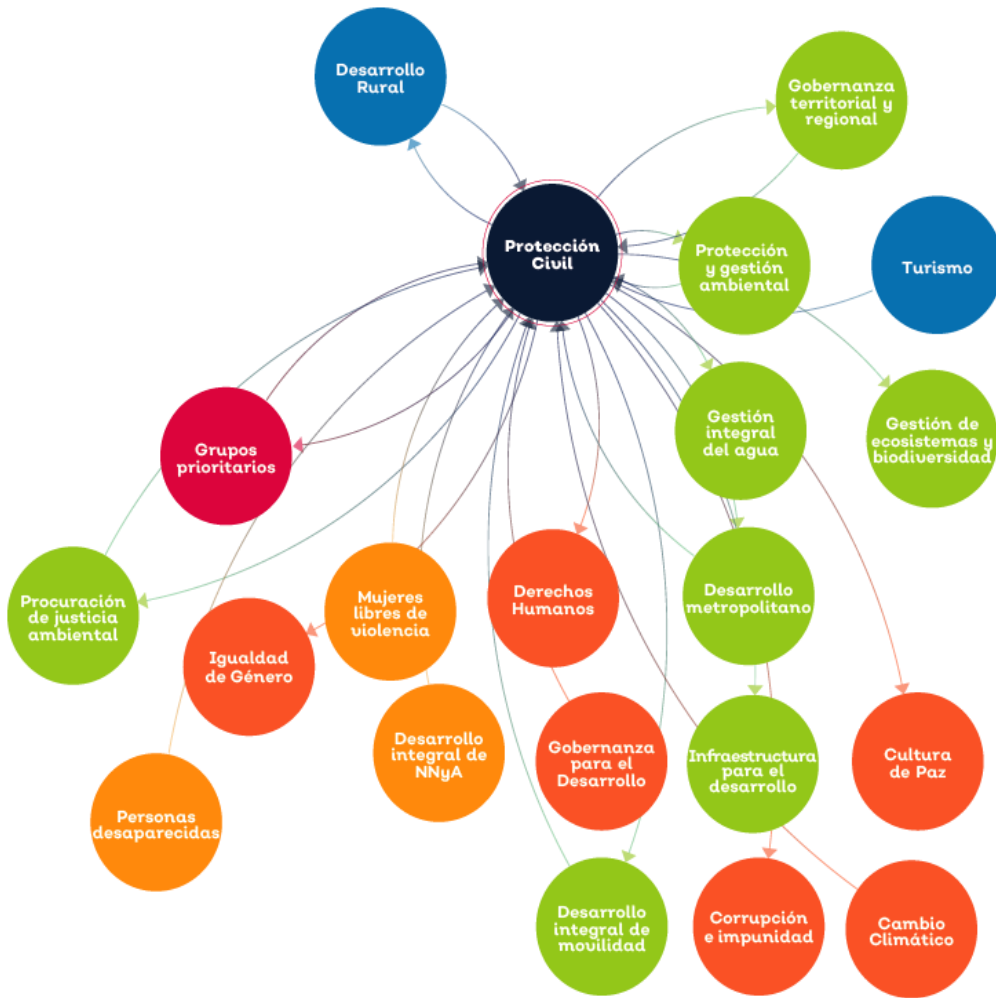 Desarrollo
Rural
Gobernanza
territorial y
regional
Protección
Civil
Protección
y gestión
ambiental
Turismo
Grupos
prioritarios
Gestión
integral
del agua
Gestión de
ecosistemas y
biodiversidad
Procuración
de justicia
ambiental
Igualdad
de Género
Mujeres
libres de
violencia
Derechos
Humanos
Desarrollo
metropolitano
Personas
desaparecidas
Desarrollo
integral de
NNyA
Gobernanza
para el
Desarrollo
Infraestructura
para el
desarrollo
Cultura
de Paz
Desarrollo
integral de
movilidad
Corrupción
e impunidad
Cambio
Climático